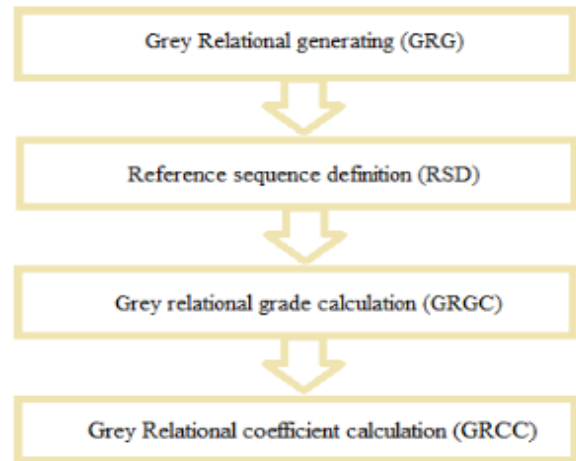 Grey Relational generating (GRG)
Reference sequence definition (RSD)
Grey relational grade calculation (GRGC)
Grey Relational coefficient calculation (GRCC)